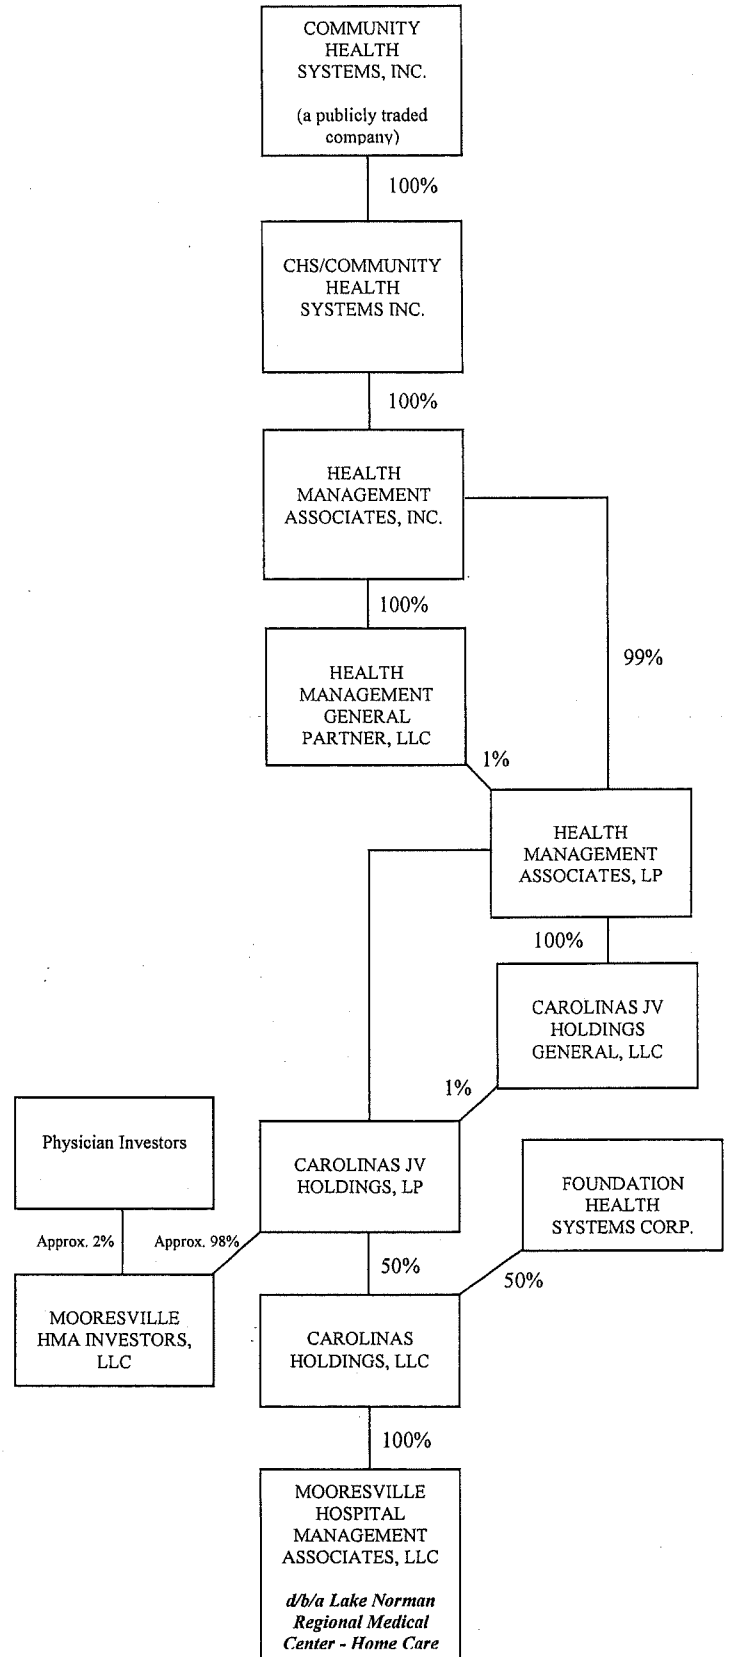 COMMUNITY
HEALTH
SYSTEMS, INC.
(a publicly traded
company)
100%
CHS/COMMUNITY
HEALTH
SYSTEMS INC.
100%
HEALTH
MANAGEMENT
ASSOCIATES, INC.
100%
99%
HEALTH
MANAGEMENT
GENERAL
PARTNER, LLC
1%
HEALTH
MANAGEMENT
ASSOCIATES, LP
100%
CAROLINAS JV
HOLDINGS
GENERAL, LLC
1%
Physician Investors
CAROLINAS JV
HOLDINGS, LP
FOUNDATION
HEALTH
SYSTEMS CORP.
Approx. 2%
Approx. 98%
50%
50%
MOORESVILLE
HMA INVESTORS,
LLC
CAROLINAS
HOLDINGS, LLC
100%
MOORESVILLE
HOSPITAL
MANAGEMENT
ASSOCIATES, LLC
d/b/a Lake Norman
Regional Medical
Center - Home Care